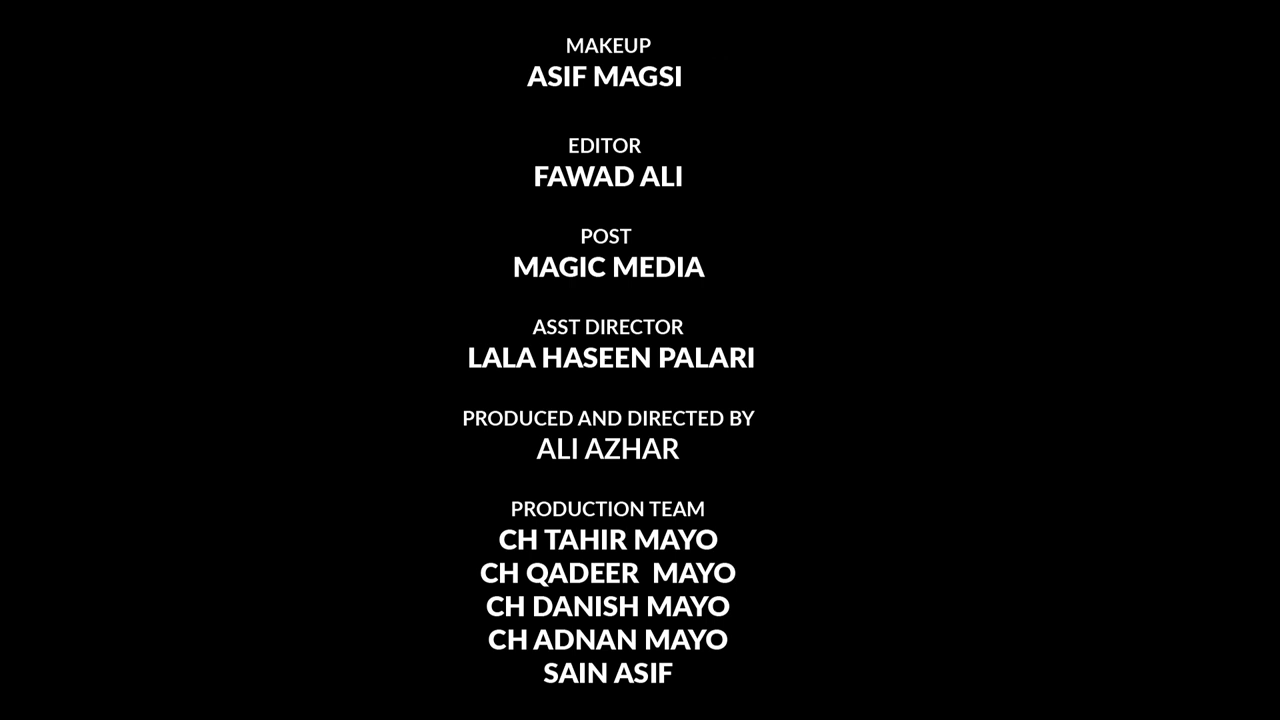 MAKEUP
ASIF MAGSI
EDITOR
FAWAD ALI
POST
MAGIC MEDIA
ASST DIRECTOR
LALA HASEEN PALARI
PRODUCED AND DIRECTED BY
ALI AZHAR
PRODUCTION TEAM
CH TAHIR MAYO
CH QADEER  MAYO
CH DANISH MAYO
CH ADNAN MAYO
SAIN ASIF